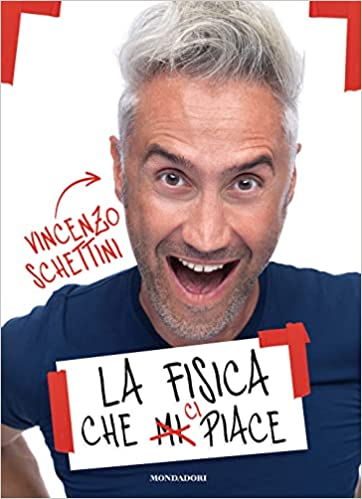 VINCENZO
SCHETTINI
LA FISICA
CI
CHE MI PIACE
MONDADORI